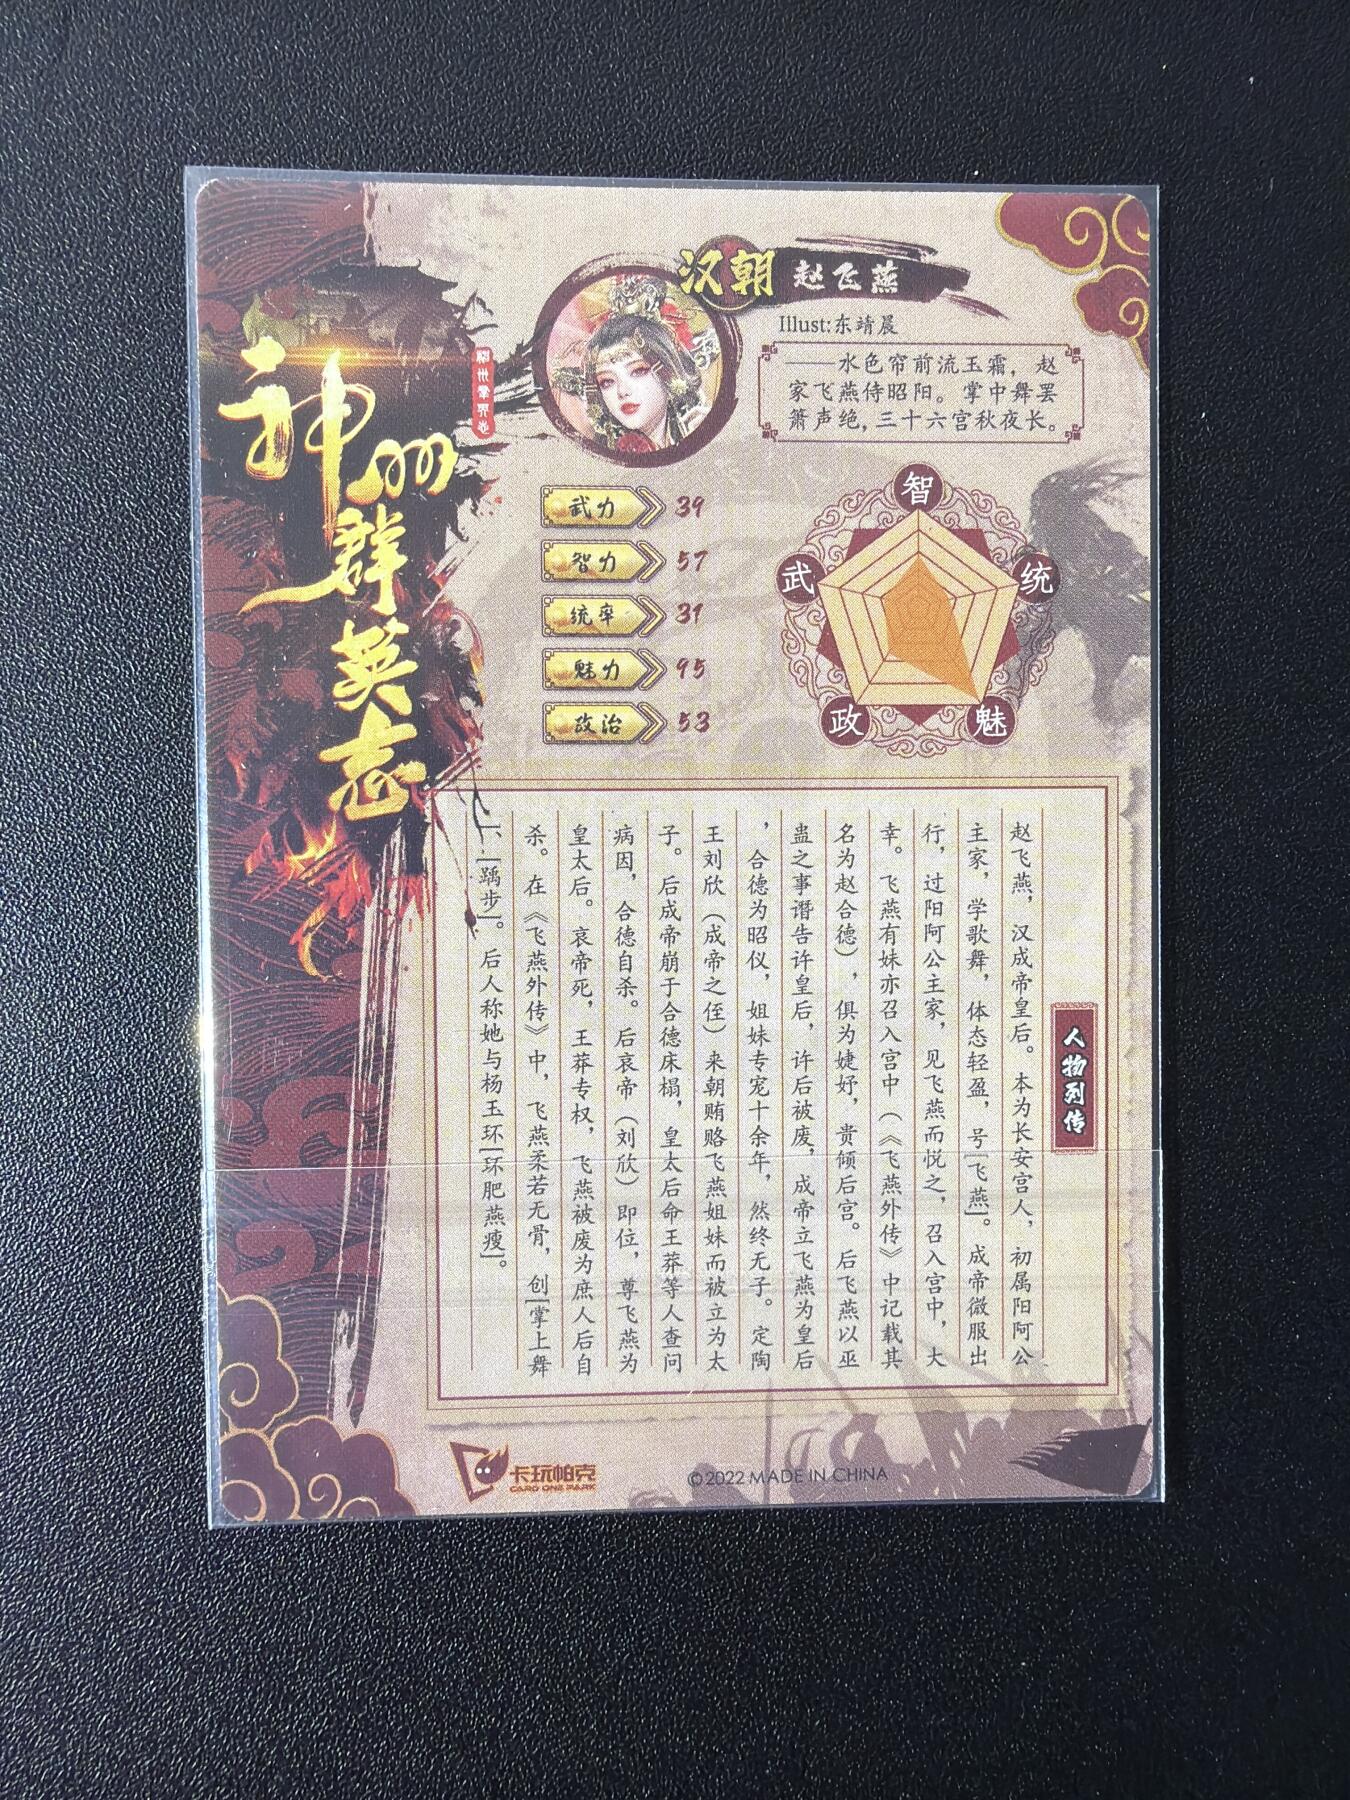 神州群英志
汉朝 赵飞燕
Illust:东靖晨
——水色帘前流玉霜，赵
家飞燕侍昭阳。掌中舞罢
箫声绝,三十六宫秋夜长。
武力 39
智力 57
统率 31
魅力 95
政治 53
智
武
统
政
魅
人物列传
赵飞燕，汉成帝皇后。本为长安宫人，初属阳阿公
主家，学歌舞，体态轻盈，号[飞燕]。成帝微服出
行，过阳阿公主家，见飞燕而悦之，召入宫中，大
幸。飞燕有妹亦召入宫中（《飞燕外传》中记载其
名为赵合德），俱为婕妤，贵倾后宫。后飞燕以巫
蛊之事谮告许皇后，许后被废，成帝立飞燕为皇后
，合德为昭仪，姐妹专宠十余年，然终无子。定陶
王刘欣（成帝之侄）来朝贿赂飞燕姐妹而被立为太
子。后成帝崩于合德床榻，皇太后命王莽等人查问
病因，合德自杀。后哀帝（刘欣）即位，尊飞燕为
皇太后。哀帝死，王莽专权，飞燕被废为庶人后自
杀。在《飞燕外传》中，飞燕柔若无骨，创[掌上舞
]、[踽步]。后人称她与杨玉环[环肥燕瘦]。
卡玩帕克
CARD ONE PARK
©2022 MADE IN CHINA